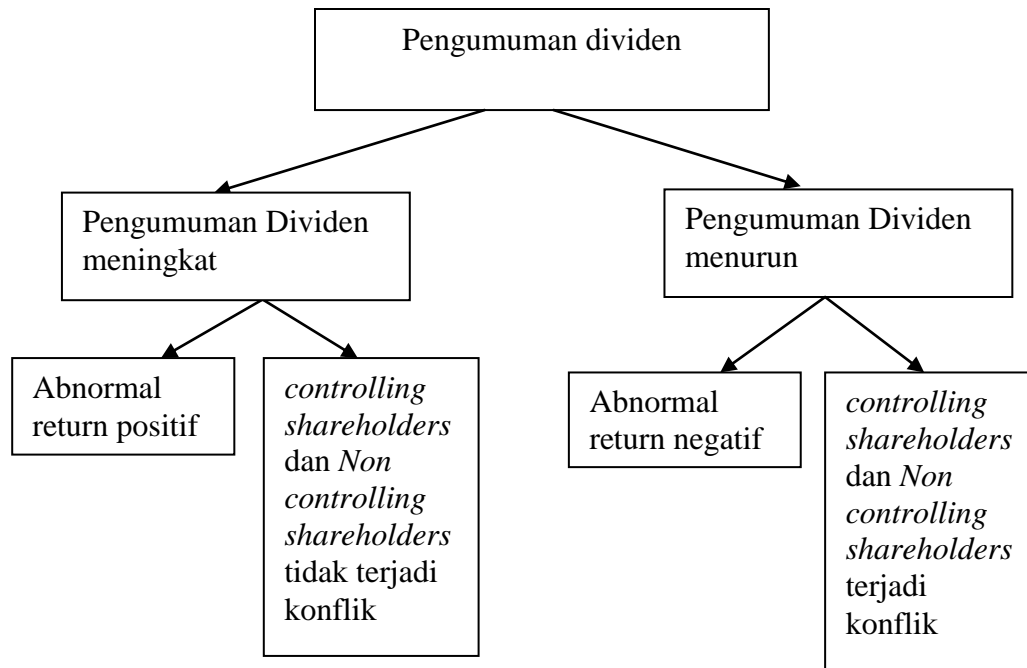 Pengumuman dividen
Pengumuman Dividen
meningkat
Pengumuman Dividen
menurun
Abnormal
return positif
controlling
shareholders
dan Non
controlling
shareholders
tidak terjadi
konflik
Abnormal
return negatif
controlling
shareholders
dan Non
controlling
shareholders
terjadi
konflik